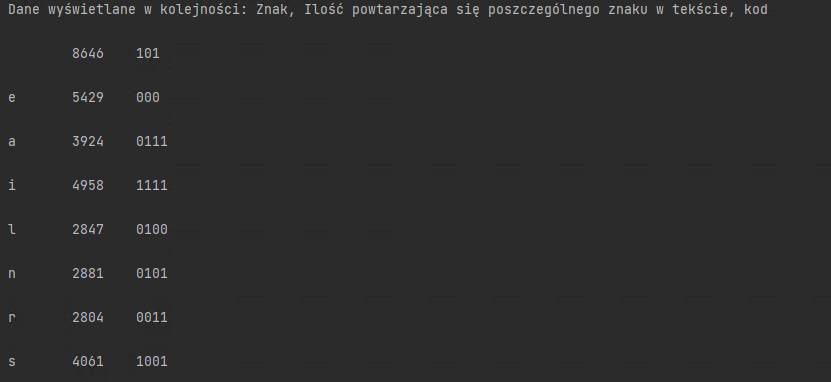 Dane wyświetlane w kolejności: Znak, Ilość powtarzająca się poszczególnego znaku w tekście, kod
8646 101
e 5429 000
a 3924 0111
i 4958 1111
l 2847 0100
n 2881 0101
r 2804 0011
s 4061 1001